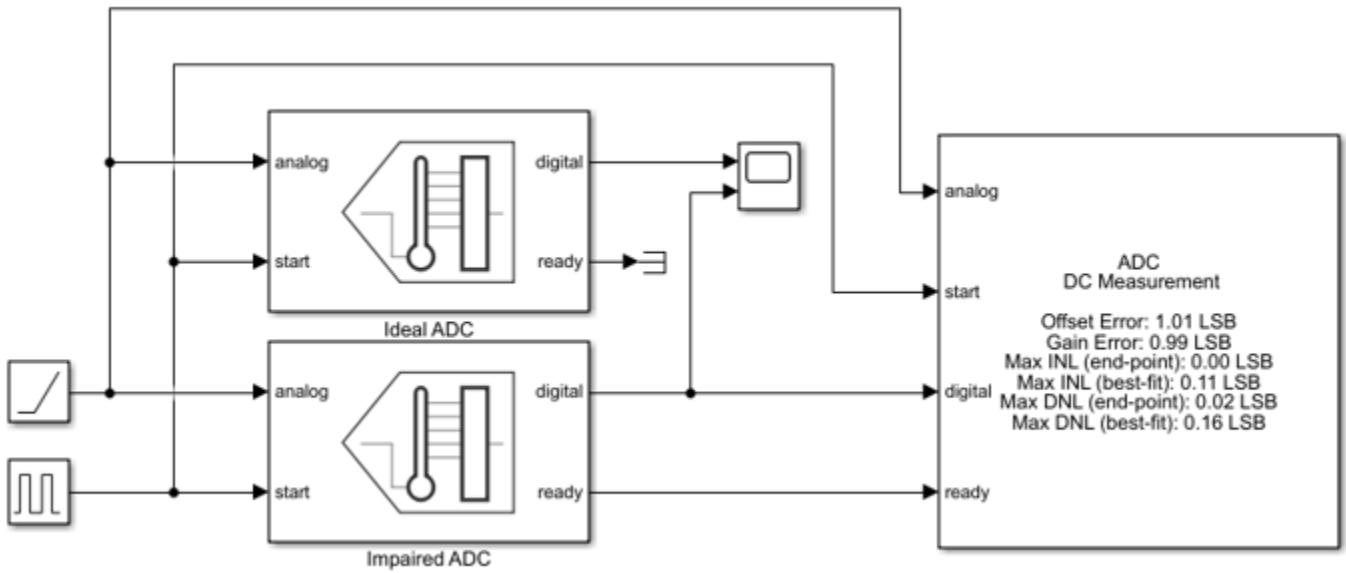 analog
digital
start
ready
Ideal ADC
analog
digital
start
ready
Impaired ADC
analog
start
digital
ready
ADC
DC Measurement
Offset Error: 1.01 LSB
Gain Error: 0.99 LSB
Max INL (end-point): 0.00 LSB
Max INL (best-fit): 0.11 LSB
Max DNL (end-point): 0.02 LSB
Max DNL (best-fit): 0.16 LSB